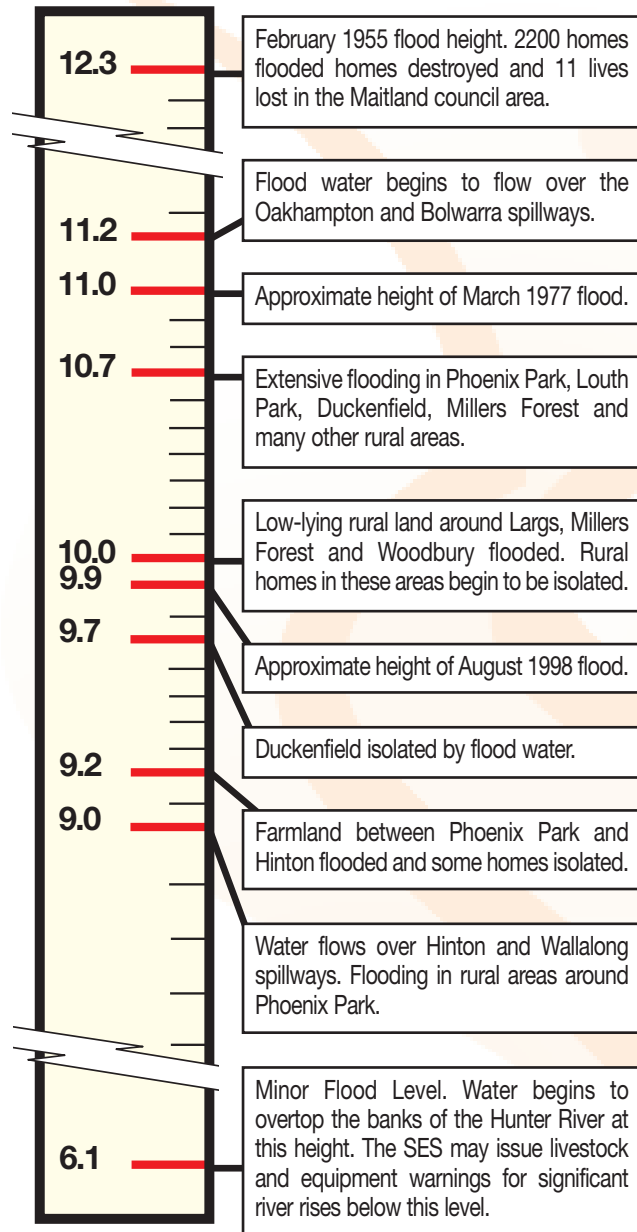 12.3
February 1955 flood height. 2200 homes
flooded homes destroyed and 11 lives
lost in the Maitland council area.
Flood water begins to flow over the
Oakhampton and Bolwarra spillways.
11.2
11.0
Approximate height of March 1977 flood.
10.7
Extensive flooding in Phoenix Park, Louth
Park, Duckenfield, Millers Forest and
many other rural areas.
10.0
Low-lying rural land around Largs, Millers
Forest and Woodbury flooded. Rural
homes in these areas begin to be isolated.
9.9
Approximate height of August 1998 flood.
9.7
Duckenfield isolated by flood water.
9.2
Farmland between Phoenix Park and
Hinton flooded and some homes isolated.
9.0
Water flows over Hinton and Wallalong
spillways. Flooding in rural areas around
Phoenix Park.
6.1
Minor Flood Level. Water begins to
overtop the banks of the Hunter River at
this height. The SES may issue livestock
and equipment warnings for significant
river rises below this level.